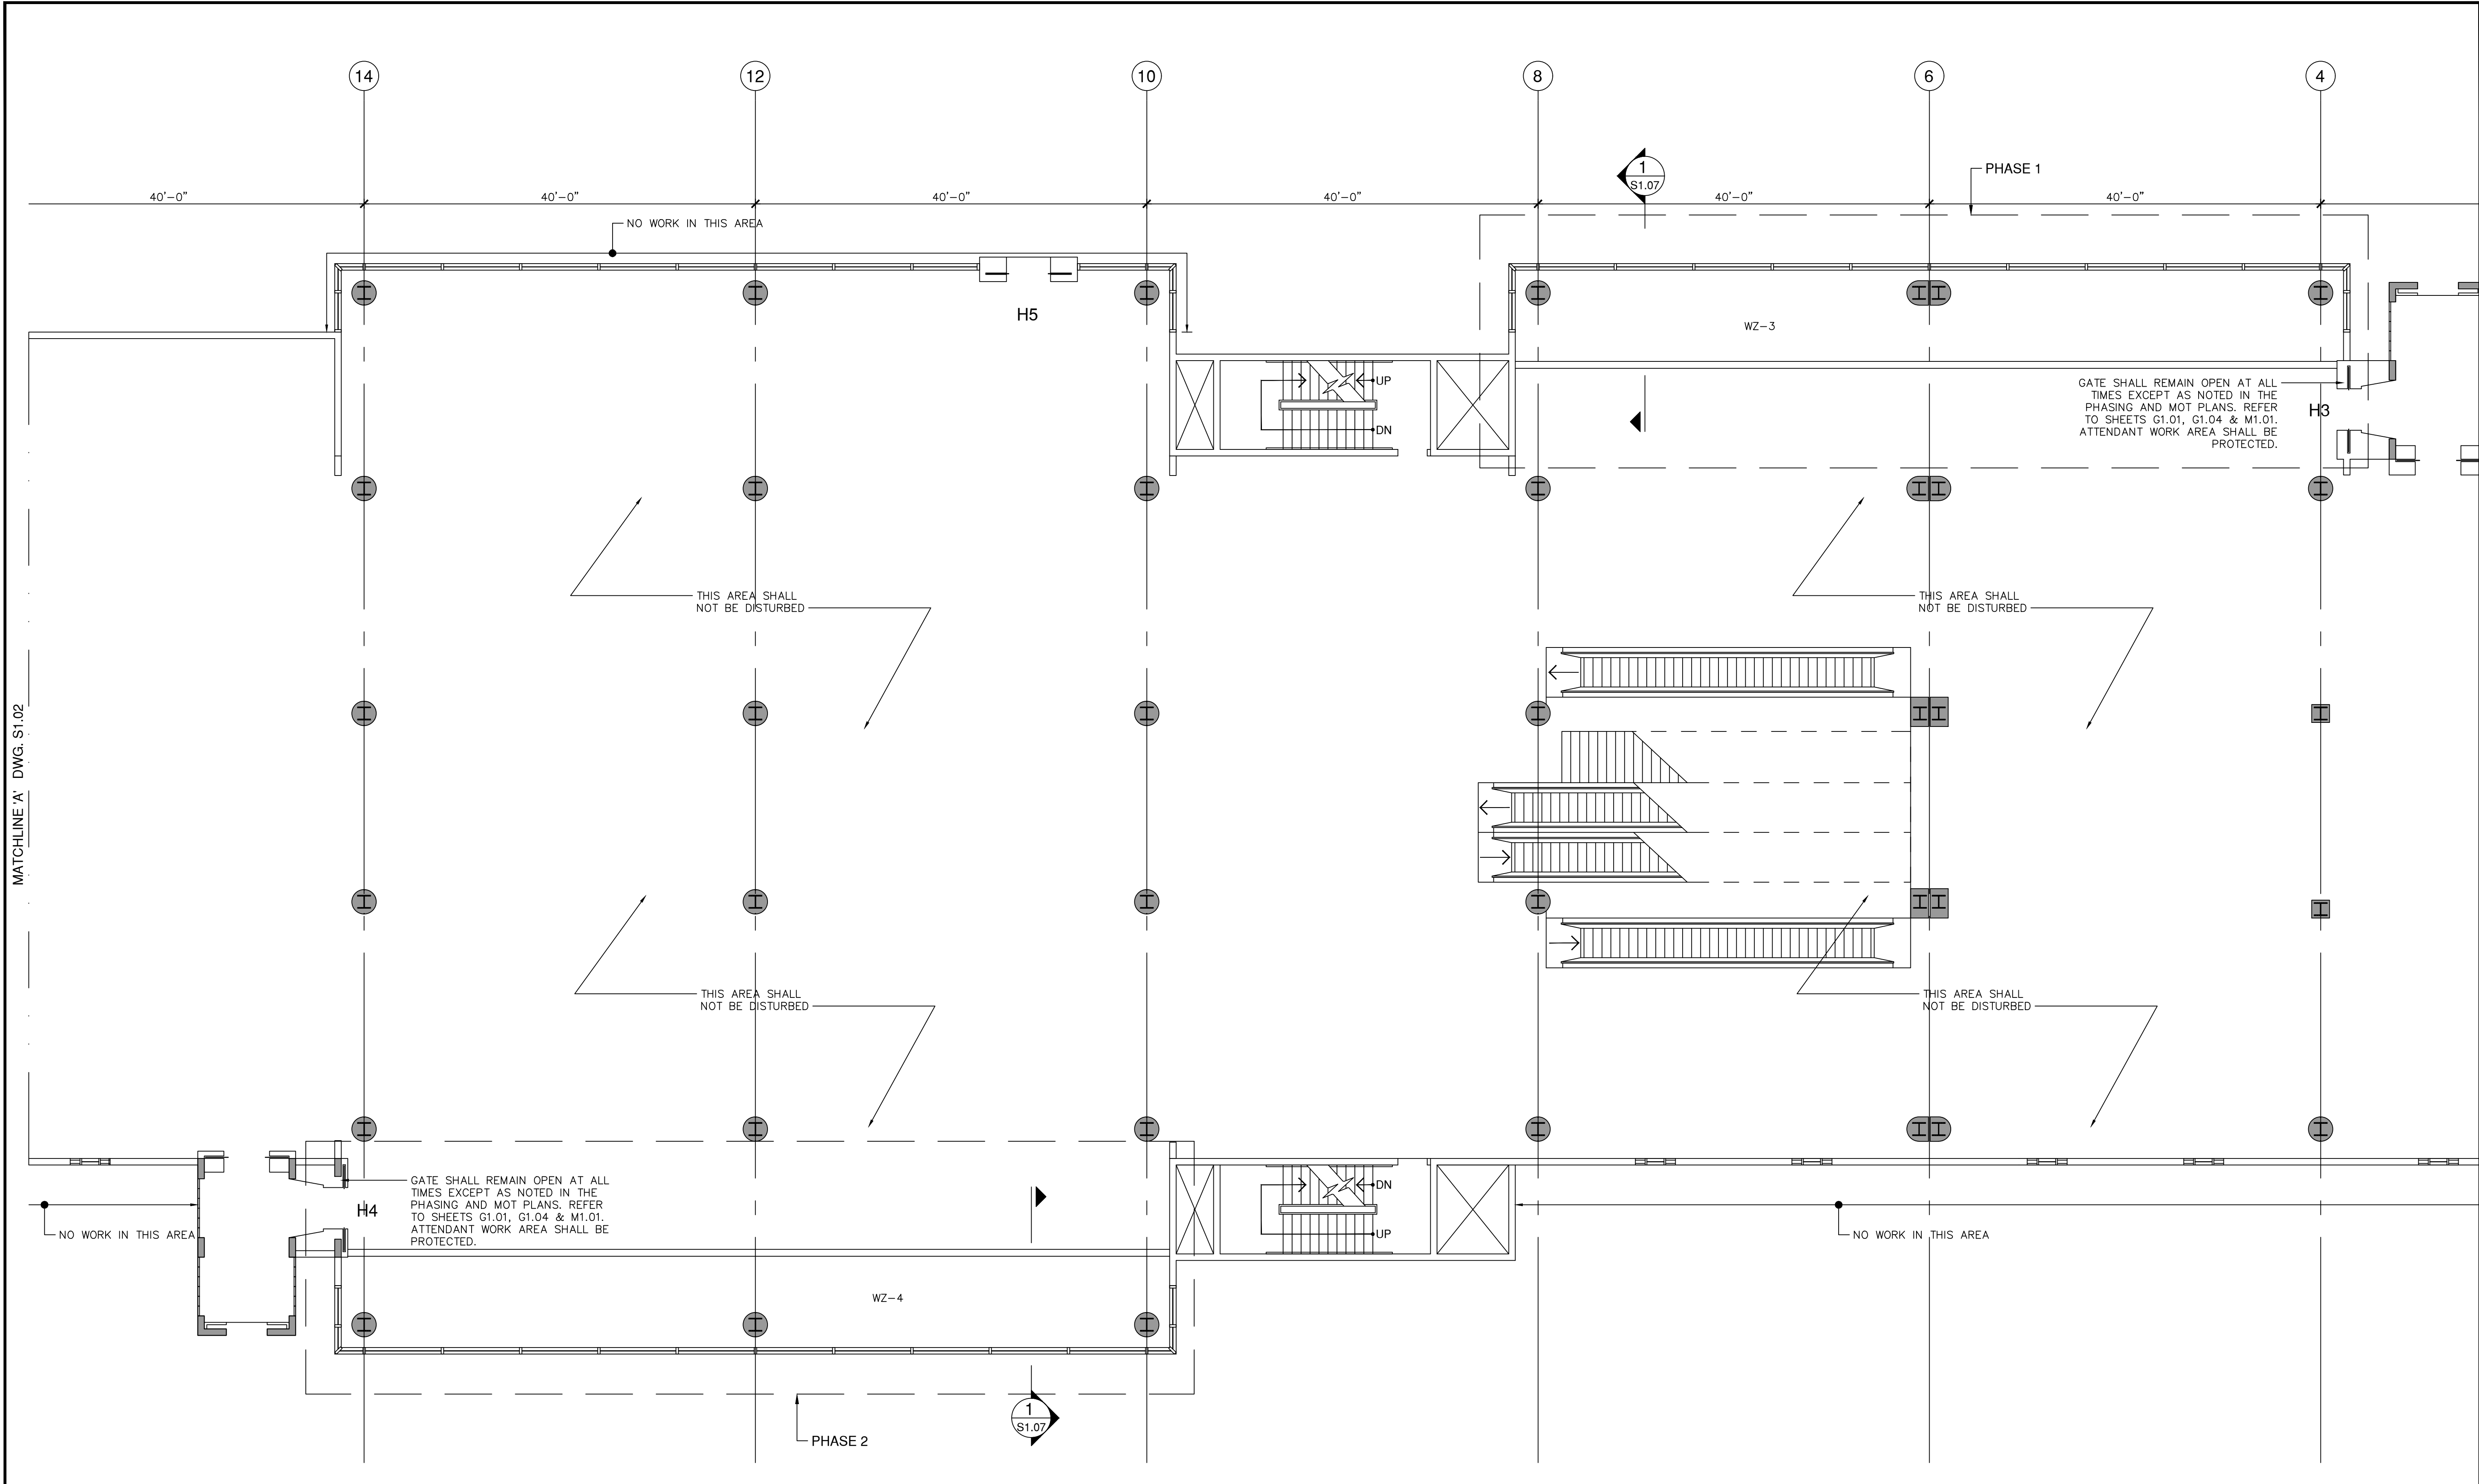 14
12
10
8
6
4
1
S1.07
PHASE 1
40'-0"
40'-0"
40'-0"
40'-0"
40'-0"
40'-0"
NO WORK IN THIS AREA
H5
WZ-3
UP
DN
GATE SHALL REMAIN OPEN AT ALL
TIMES EXCEPT AS NOTED IN THE
PHASING AND MOT PLANS. REFER
TO SHEETS G1.01, G1.04 & M1.01.
ATTENDANT WORK AREA SHALL BE
PROTECTED.
H3
THIS AREA SHALL
NOT BE DISTURBED
THIS AREA SHALL
NOT BE DISTURBED
MATCHLINE 'A' DWG. S1.02
THIS AREA SHALL
NOT BE DISTURBED
THIS AREA SHALL
NOT BE DISTURBED
GATE SHALL REMAIN OPEN AT ALL
TIMES EXCEPT AS NOTED IN THE
PHASING AND MOT PLANS. REFER
TO SHEETS G1.01, G1.04 & M1.01.
ATTENDANT WORK AREA SHALL BE
PROTECTED.
H4
DN
UP
NO WORK IN THIS AREA
NO WORK IN THIS AREA
WZ-4
1
S1.07
PHASE 2